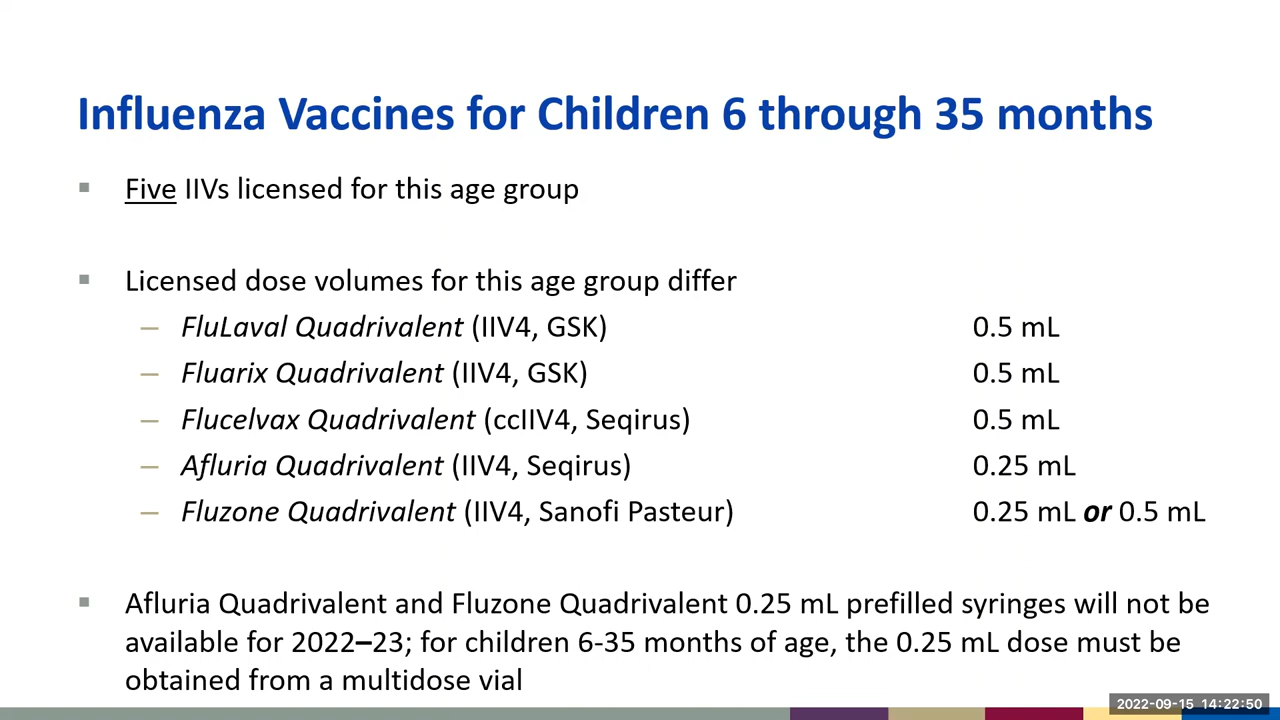 Influenza Vaccines for Children 6 through 35 months
▪ Five IIVs licensed for this age group
▪ Licensed dose volumes for this age group differ
– FluLaval Quadrivalent (IIV4, GSK) 0.5 mL
– Fluarix Quadrivalent (IIV4, GSK) 0.5 mL
– Flucelvax Quadrivalent (ccIIV4, Seqirus) 0.5 mL
– Afluria Quadrivalent (IIV4, Seqirus) 0.25 mL
– Fluzone Quadrivalent (IIV4, Sanofi Pasteur) 0.25 mL or 0.5 mL
▪ Afluria Quadrivalent and Fluzone Quadrivalent 0.25 mL prefilled syringes will not be
available for 2022–23; for children 6-35 months of age, the 0.25 mL dose must be
obtained from a multidose vial
2022-09-15 14:22:50